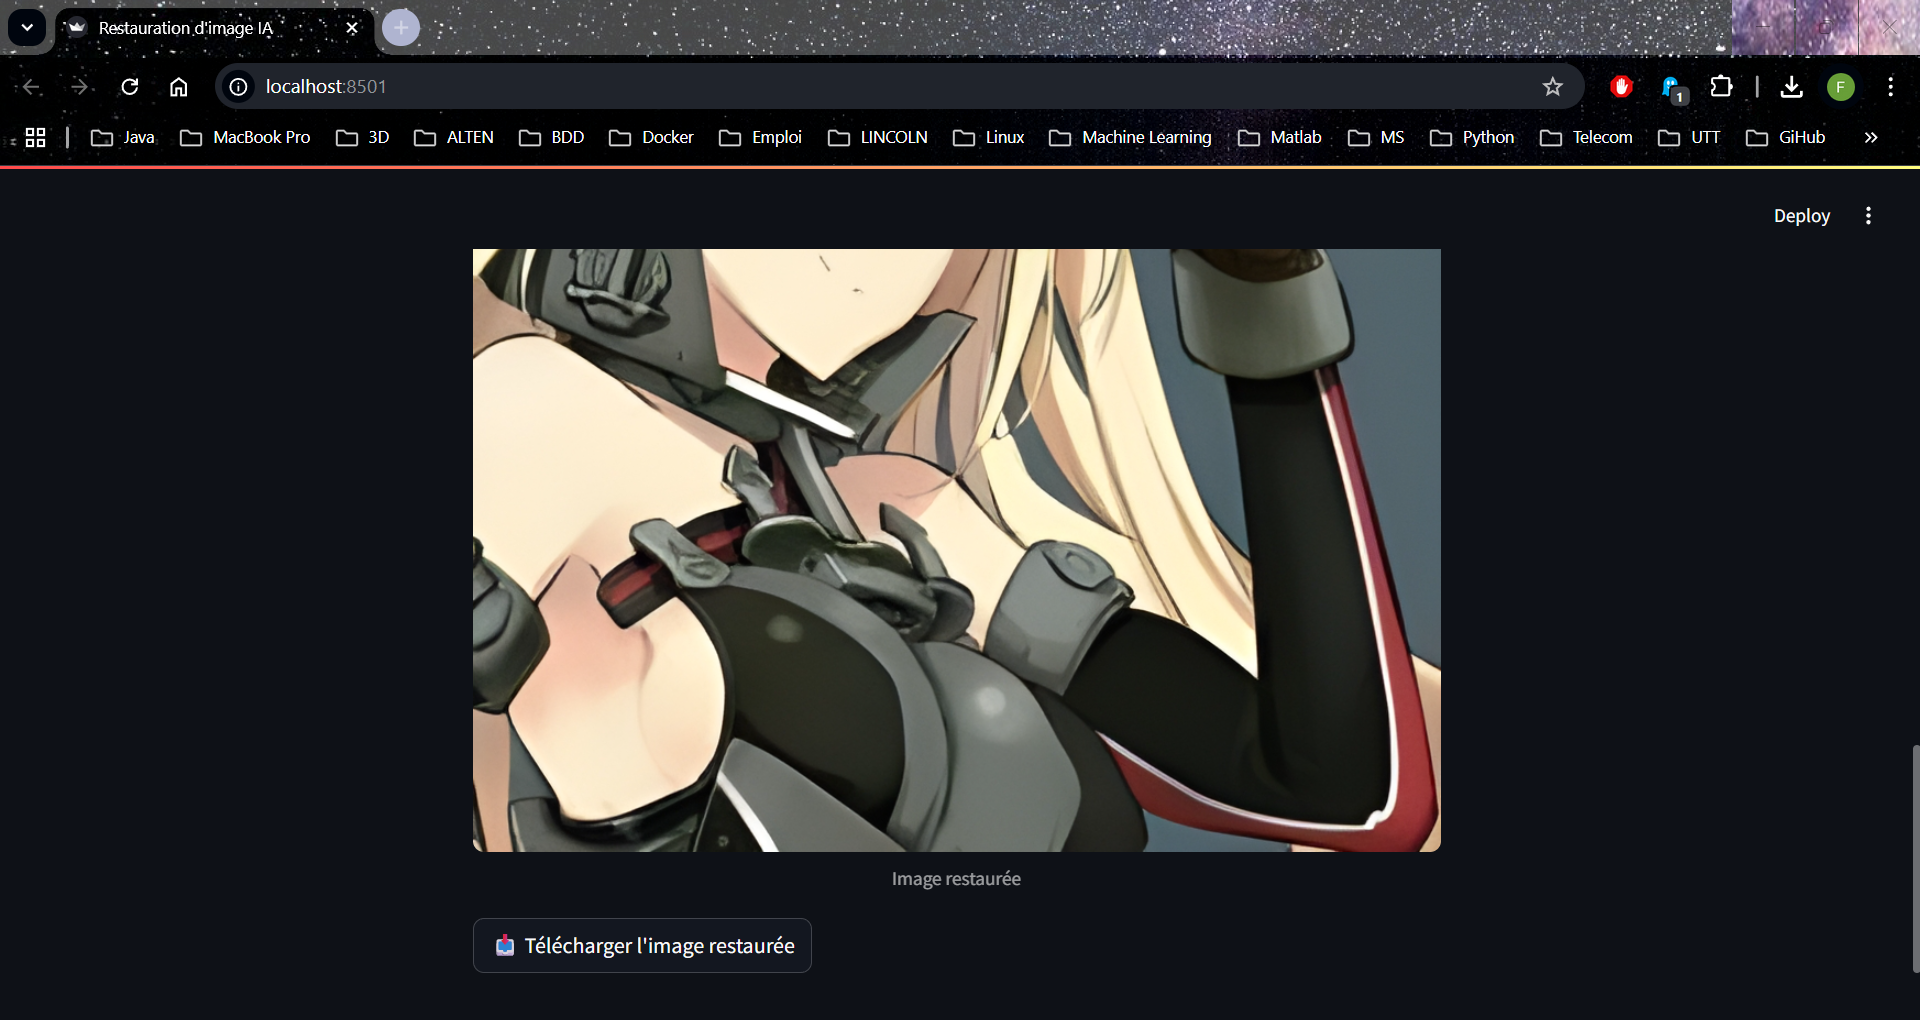 Restauration d'image IA
localhost:8501
1
F
Java MacBook Pro 3D ALTEN BDD Docker Emploi LINCOLN Linux Machine Learning Matlab MS Python Telecom UTT GiHub
Deploy
Image restaurée
Télécharger l'image restaurée